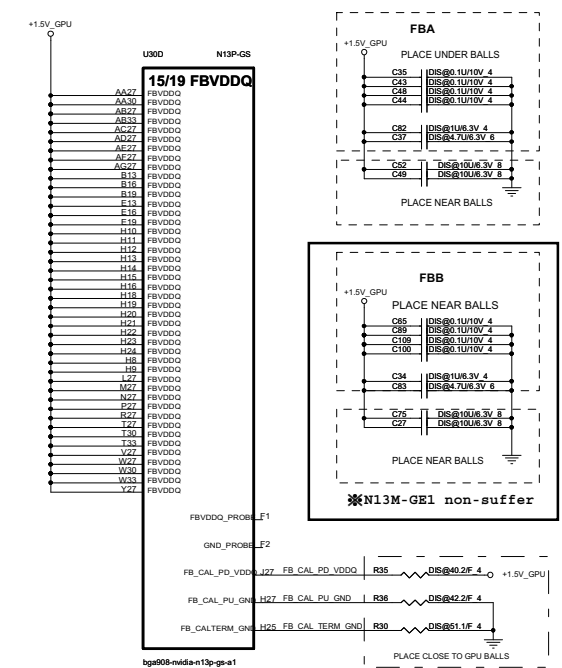 +1.5V_GPU
U30D N13P-GS
15/19 FBVDDQ
AA27 FBVDDQ
AA30 FBVDDQ
AB27 FBVDDQ
AB33 FBVDDQ
AC27 FBVDDQ
AD27 FBVDDQ
AE27 FBVDDQ
AF27 FBVDDQ
AG27 FBVDDQ
B13 FBVDDQ
B16 FBVDDQ
B19 FBVDDQ
E13 FBVDDQ
E16 FBVDDQ
E19 FBVDDQ
H10 FBVDDQ
H11 FBVDDQ
H12 FBVDDQ
H13 FBVDDQ
H14 FBVDDQ
H15 FBVDDQ
H16 FBVDDQ
H18 FBVDDQ
H19 FBVDDQ
H20 FBVDDQ
H21 FBVDDQ
H22 FBVDDQ
H23 FBVDDQ
H24 FBVDDQ
H8 FBVDDQ
H9 FBVDDQ
L27 FBVDDQ
M27 FBVDDQ
N27 FBVDDQ
P27 FBVDDQ
R27 FBVDDQ
T27 FBVDDQ
T30 FBVDDQ
T33 FBVDDQ
V27 FBVDDQ
W27 FBVDDQ
W30 FBVDDQ
W33 FBVDDQ
Y27 FBVDDQ
FBVDDQ_PROBE F1
GND_PROBE F2
FB_CAL_PD_VDDQ J27 FB_CAL_PD_VDDQ R35 DIS@40.2/F_4 +1.5V_GPU
FB_CAL_PU_GND H27 FB_CAL_PU_GND R36 DIS@42.2/F_4
FB_CALTERM_GND H25 FB_CAL_TERM_GND R30 DIS@51.1/F_4
PLACE CLOSE TO GPU BALLS
bga908-nvidia-n13p-gs-a1
FBA
+1.5V_GPU
PLACE UNDER BALLS
C35 DIS@0.1U/10V_4
C43 DIS@0.1U/10V_4
C48 DIS@0.1U/10V_4
C44 DIS@0.1U/10V_4
C82 DIS@1U/6.3V_4
C37 DIS@4.7U/6.3V_6
C52 DIS@10U/6.3V_8
C49 DIS@10U/6.3V_8
PLACE NEAR BALLS
FBB
+1.5V_GPU
PLACE NEAR BALLS
C65 DIS@0.1U/10V_4
C89 DIS@0.1U/10V_4
C109 DIS@0.1U/10V_4
C100 DIS@0.1U/10V_4
C34 DIS@1U/6.3V_4
C83 DIS@4.7U/6.3V_6
C75 DIS@10U/6.3V_8
C27 DIS@10U/6.3V_8
PLACE NEAR BALLS
※N13M-GE1 non-suffer